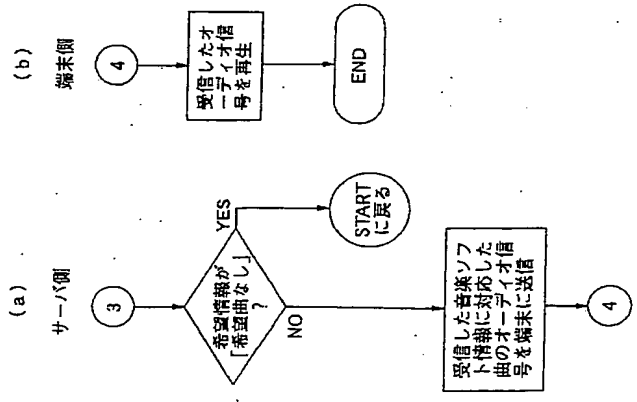 (a)
サーバ側
3
希望情報が
「希望曲なし」
?
YES
NO
STARTに
戻る
受信した音楽ソフ
ト情報に対応した
曲のオーディオ信
号を端末に送信
4
(b)
端末側
4
受信したオ
ーディオ信
号を再生
END